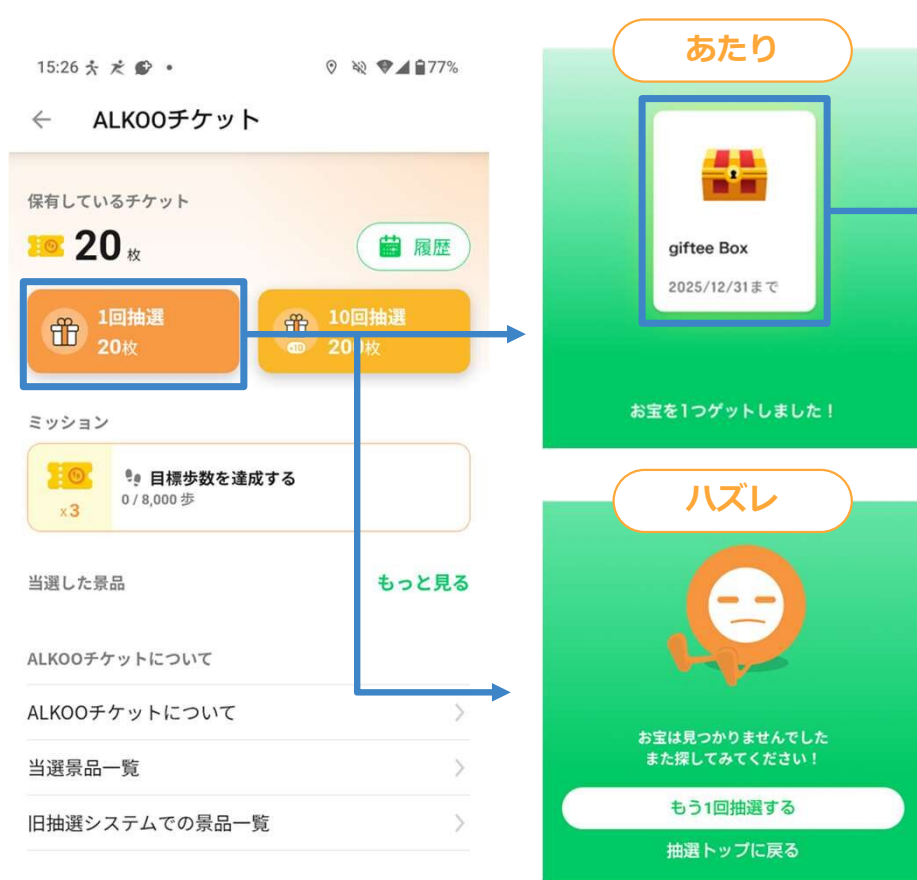 15:26
77%
ALKOOチケット
保有しているチケット
20 枚
履歴
1回抽選
20枚
10回抽選
200枚
ミッション
x3
目標歩数を達成する
0 / 8,000 歩
当選した景品
もっと見る
ALKOOチケットについて
ALKOOチケットについて
当選景品一覧
旧抽選システムでの景品一覧
あたり
giftee Box
2025/12/31まで
お宝を1つゲットしました！
ハズレ
お宝は見つかりませんでした
また探してみてください！
もう1回抽選する
抽選トップに戻る